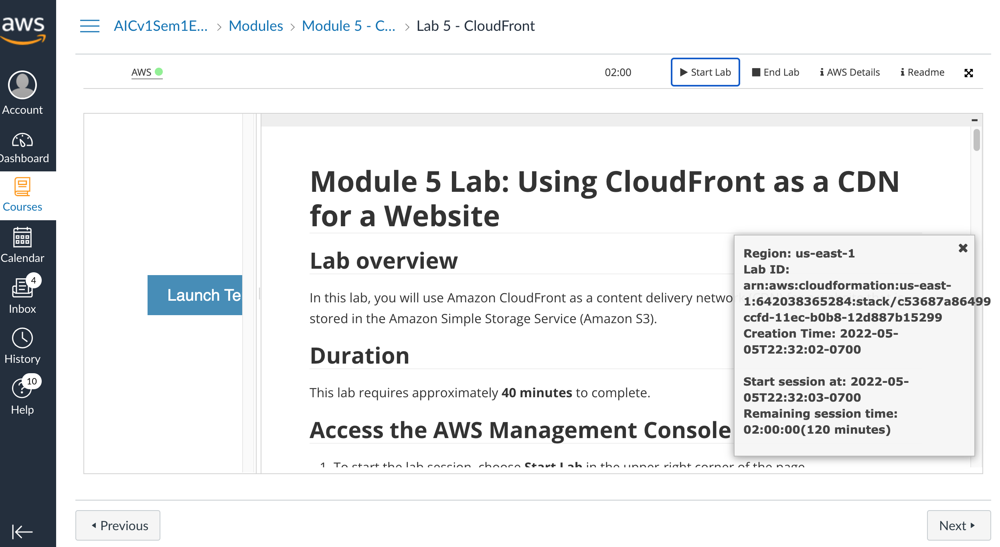 aws
AICv1Sem1E... > Modules > Module 5 - C... > Lab 5 - CloudFront
AWS
02:00
Start Lab
End Lab
AWS Details
Readme
Account
Dashboard
Courses
Calendar
4
Inbox
History
10
Help
Launch Te
Module 5 Lab: Using CloudFront as a CDN
for a Website
Lab overview
In this lab, you will use Amazon CloudFront as a content delivery network (CDN) for a website that is
stored in the Amazon Simple Storage Service (Amazon S3).
Duration
This lab requires approximately 40 minutes to complete.
Access the AWS Management Console
1. To start the lab session, choose Start Lab in the upper-right corner of the page.
Region: us-east-1
Lab ID:
arn:aws:cloudformation:us-east-
1:642038365284:stack/c53687a86499
ccfd-11ec-b0b8-12d887b15299
Creation Time: 2022-05-
05T22:32:02-0700
Start session at: 2022-05-
05T22:32:03-0700
Remaining session time:
02:00:00(120 minutes)
Previous
Next